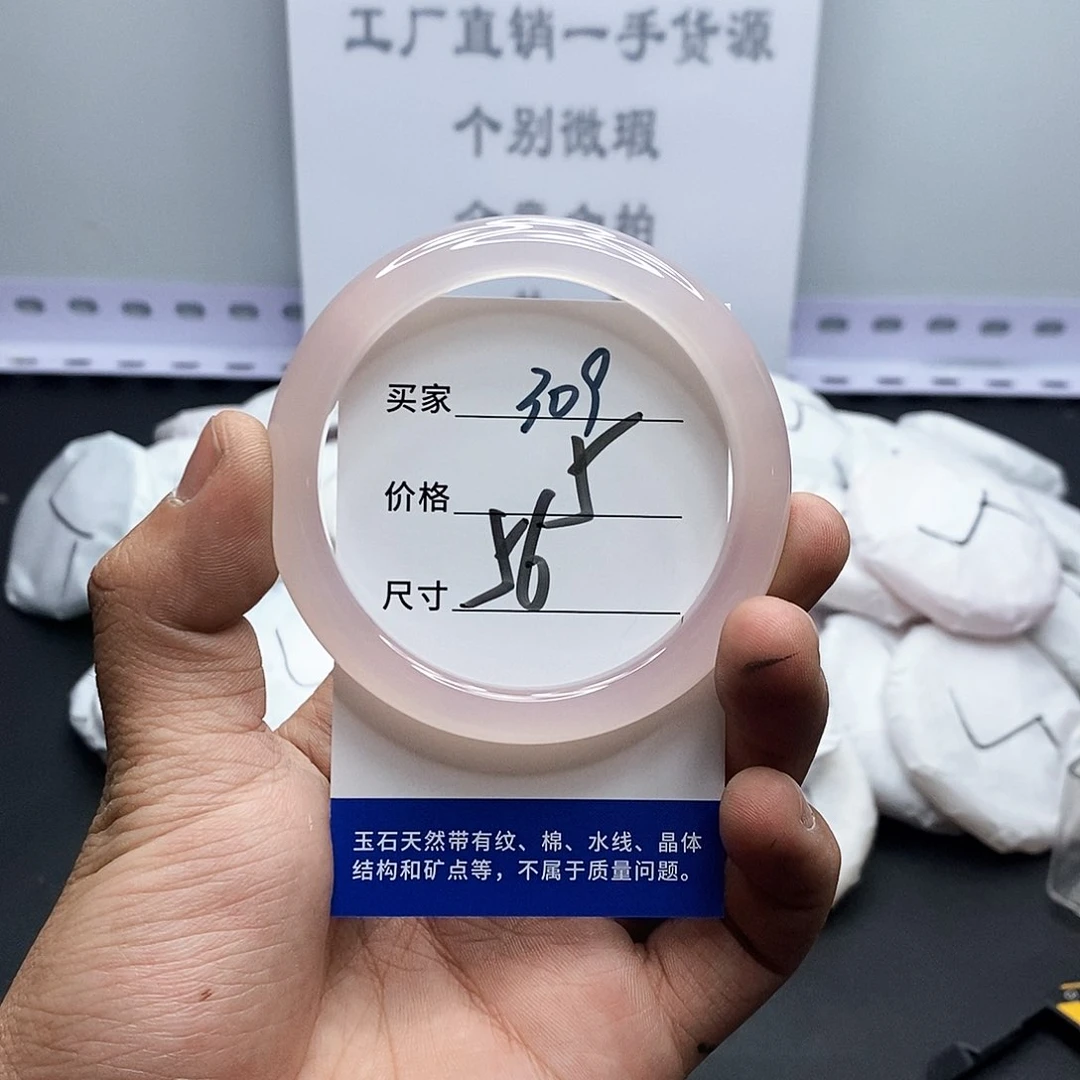 工厂直销一手货源
个别微瑕
买家 309
价格 5
尺寸 56
玉石天然带有纹、棉、水线、晶体
结构和矿点等，不属于质量问题。